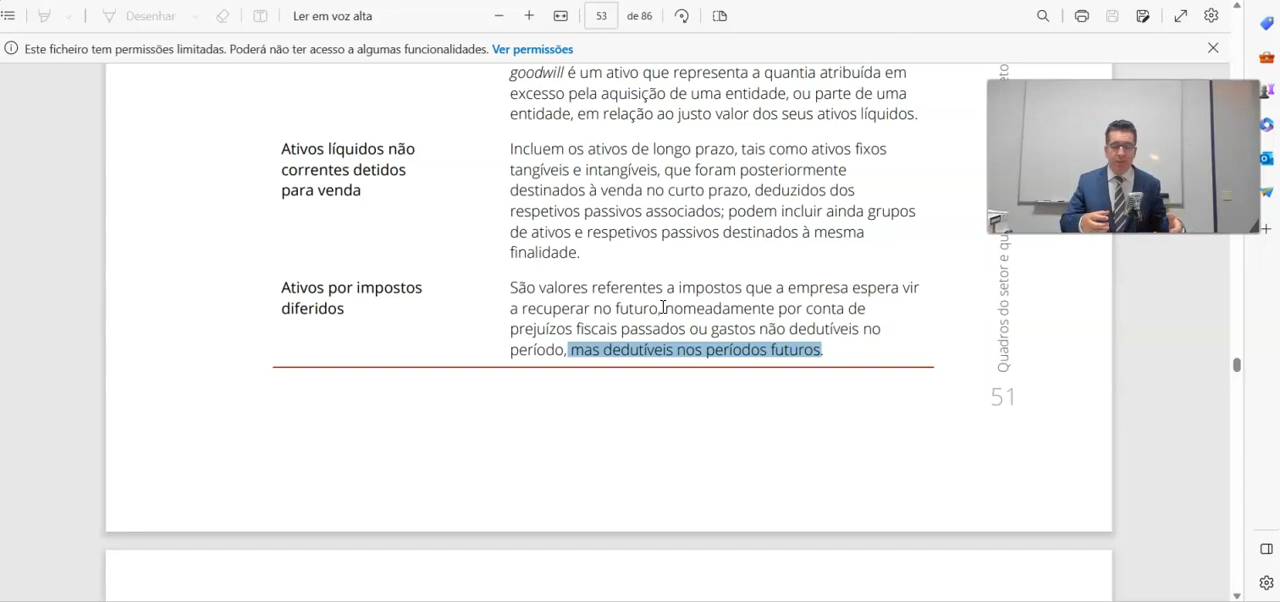 Desenhar
Ler em voz alta
53
de 86
Este ficheiro tem permissões limitadas. Poderá não ter acesso a algumas funcionalidades. Ver permissões
goodwill é um ativo que representa a quantia atribuída em
excesso pela aquisição de uma entidade, ou parte de uma
entidade, em relação ao justo valor dos seus ativos líquidos.
Ativos líquidos não
correntes detidos
para venda
Incluem os ativos de longo prazo, tais como ativos fixos
tangíveis e intangíveis, que foram posteriormente
destinados à venda no curto prazo, deduzidos dos
respetivos passivos associados; podem incluir ainda grupos
de ativos e respetivos passivos destinados à mesma
finalidade.
Ativos por impostos
diferidos
São valores referentes a impostos que a empresa espera vir
a recuperar no futuro, nomeadamente por conta de
prejuízos fiscais passados ou gastos não dedutíveis no
período, mas dedutíveis nos períodos futuros.
Quadros do setor e qu
eto
51